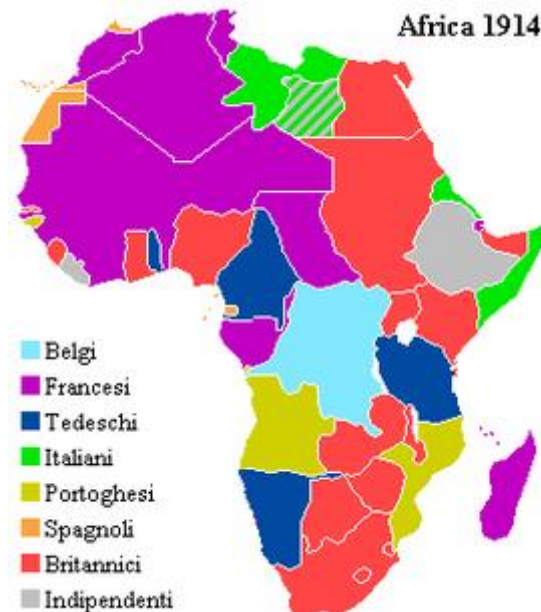 Africa 1914
Belgi
Francesi
Tedeschi
Italiani
Portoghesi
Spagnoli
Britannici
Indipendenti